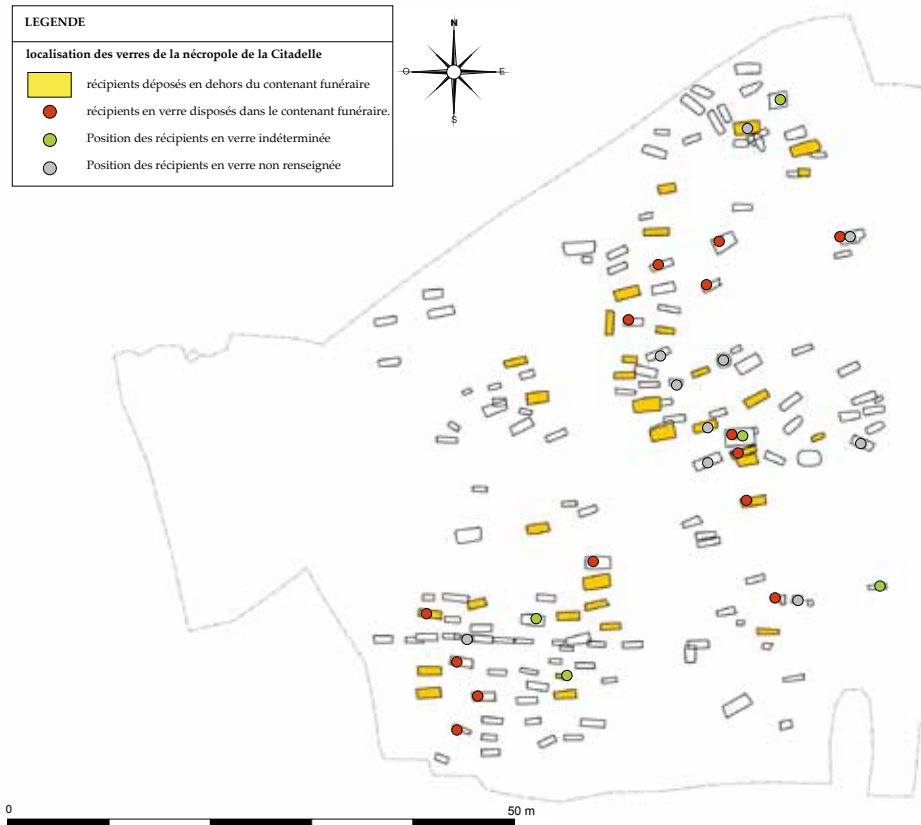 LEGENDE
localisation des verres de la nécropole de la Citadelle
récipients déposés en dehors du contenant funéraire
récipients en verre disposés dans le contenant funéraire.
Position des récipients en verre indéterminée
Position des récipients en verre non renseignée
N
O
E
S
0
50 m